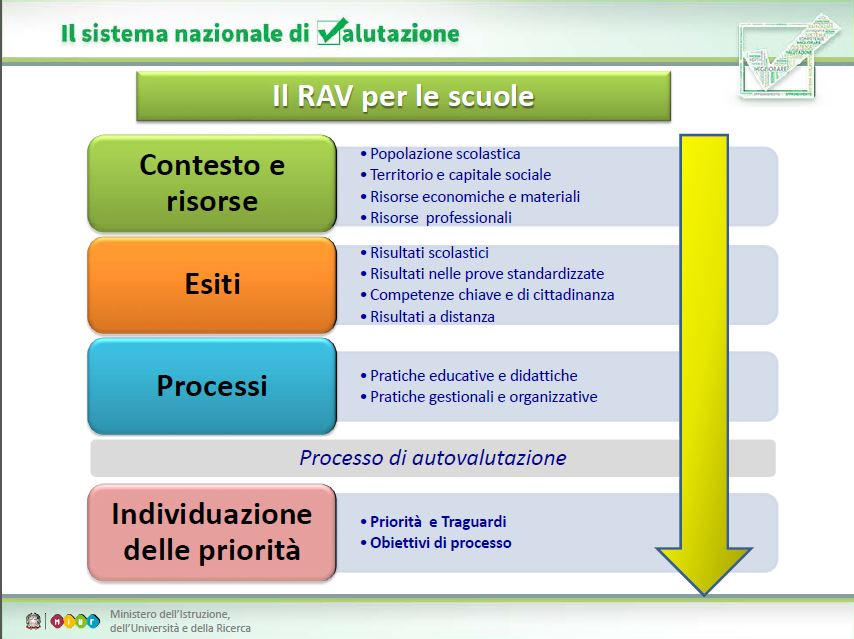 Il sistema nazionale di Valutazione
MIGLIORARE
Il RAV per le scuole
Contesto e
risorse
• Popolazione scolastica
• Territorio e capitale sociale
• Risorse economiche e materiali
• Risorse professionali
Esiti
• Risultati scolastici
• Risultati nelle prove standardizzate
• Competenze chiave e di cittadinanza
• Risultati a distanza
Processi
• Pratiche educative e didattiche
• Pratiche gestionali e organizzative
Processo di autovalutazione
Individuazione
delle priorità
• Priorità e Traguardi
• Obiettivi di processo
MIUR
Ministero dell'Istruzione,
dell'Università e della Ricerca